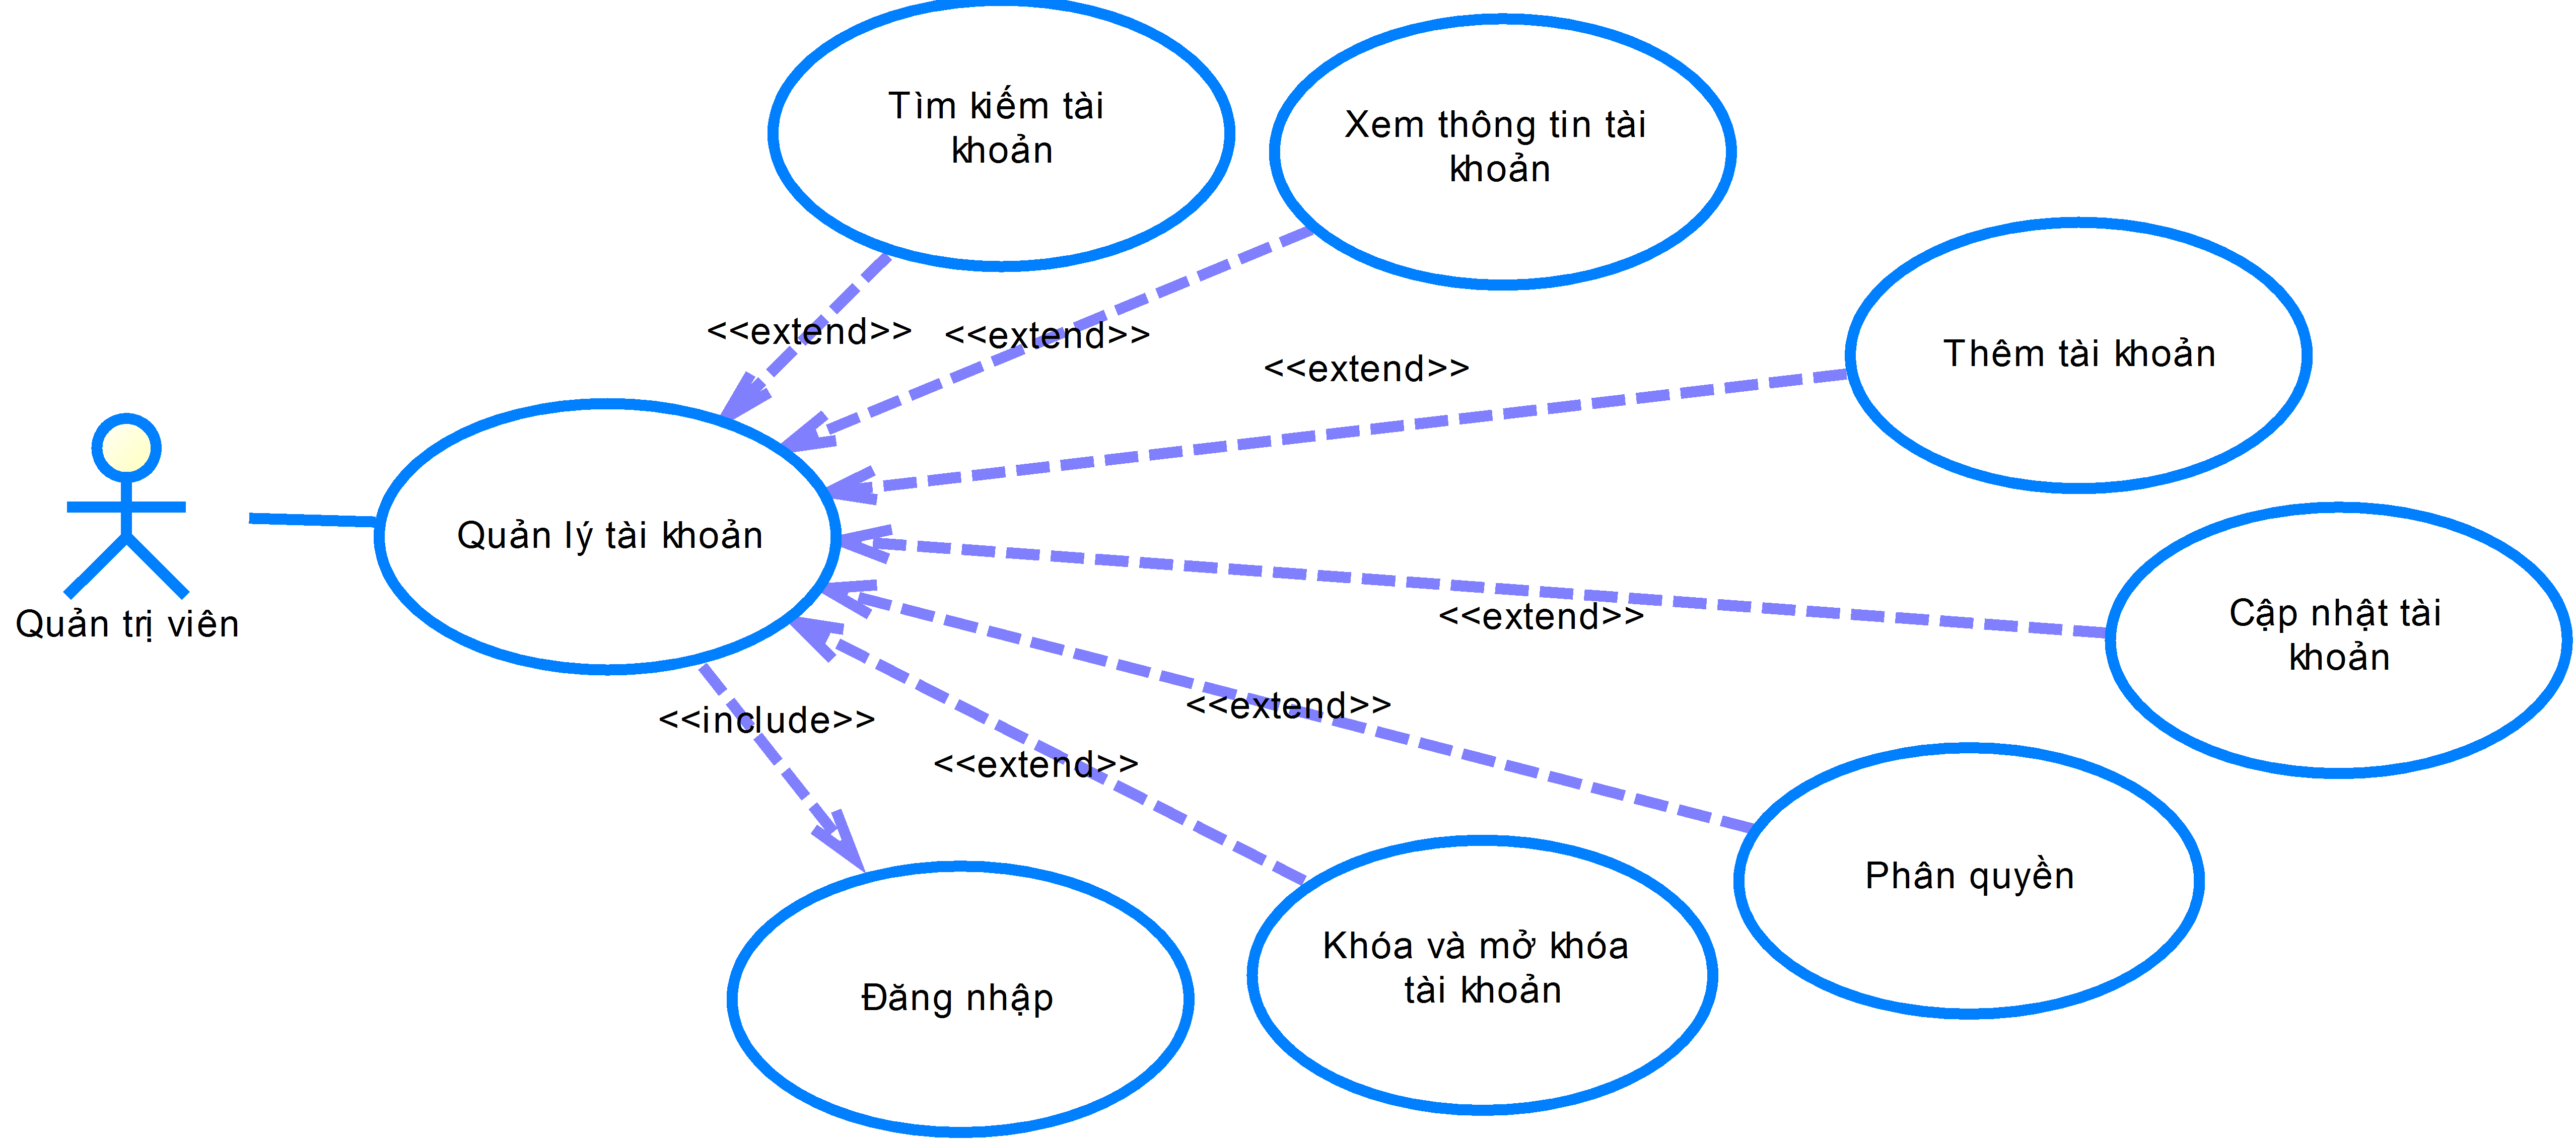 Tìm kiếm tài
khoản
Xem thông tin tài
khoản
<<extend>>
<<extend>>
<<extend>>
Thêm tài khoản
Quản lý tài khoản
Quản trị viên
<<extend>>
Cập nhật tài
khoản
<<include>>
<<extend>>
<<extend>>
Phân quyền
Đăng nhập
Khóa và mở khóa
tài khoản